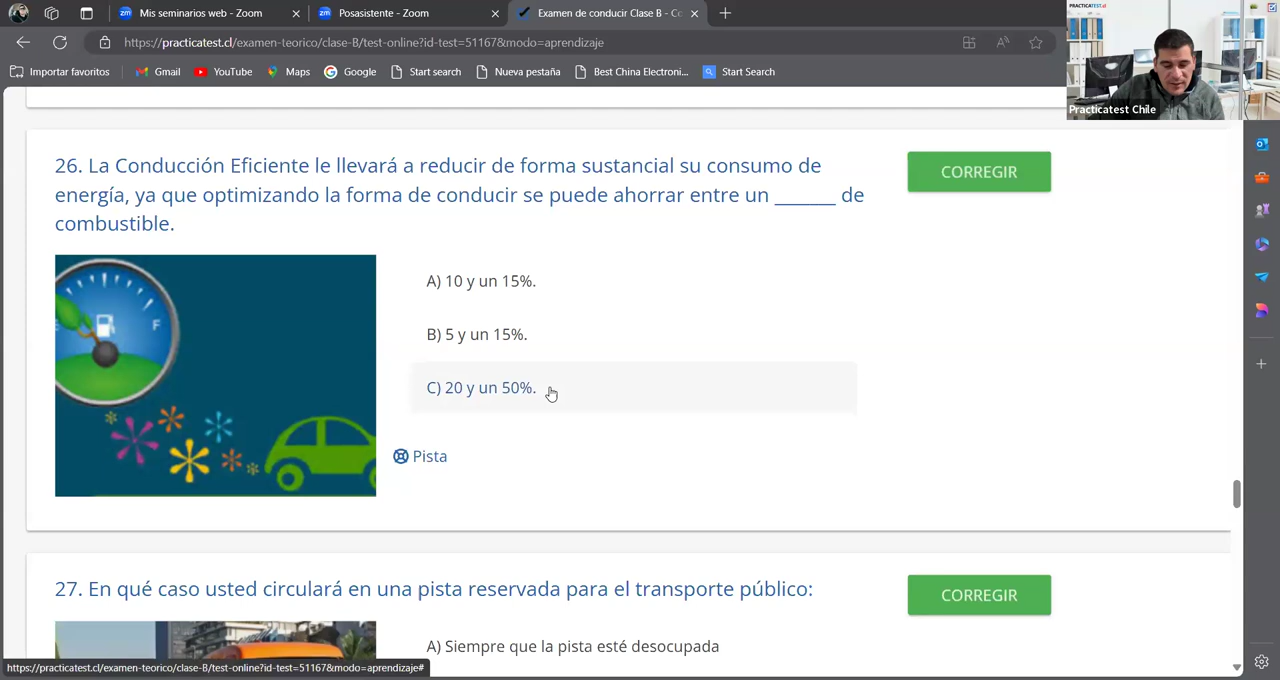 Mis seminarios web - Zoom
Posasistente - Zoom
Examen de conducir Clase B - Co
https://practicatest.cl/examen-teorico/clase-B/test-online?id-test=51167&modo=aprendizaje
Importar favoritos
Gmail
YouTube
Maps
Google
Start search
Nueva pestaña
Best China Electroni...
Start Search
PRACTICATEST.cl
Practicatest Chile
26. La Conducción Eficiente le llevará a reducir de forma sustancial su consumo de
energía, ya que optimizando la forma de conducir se puede ahorrar entre un _______ de
combustible.
CORREGIR
F
A) 10 y un 15%.
B) 5 y un 15%.
C) 20 y un 50%.
Pista
27. En qué caso usted circulará en una pista reservada para el transporte público:
CORREGIR
A) Siempre que la pista esté desocupada
https://practicatest.cl/examen-teorico/clase-B/test-online?id-test=51167&modo=aprendizaje#